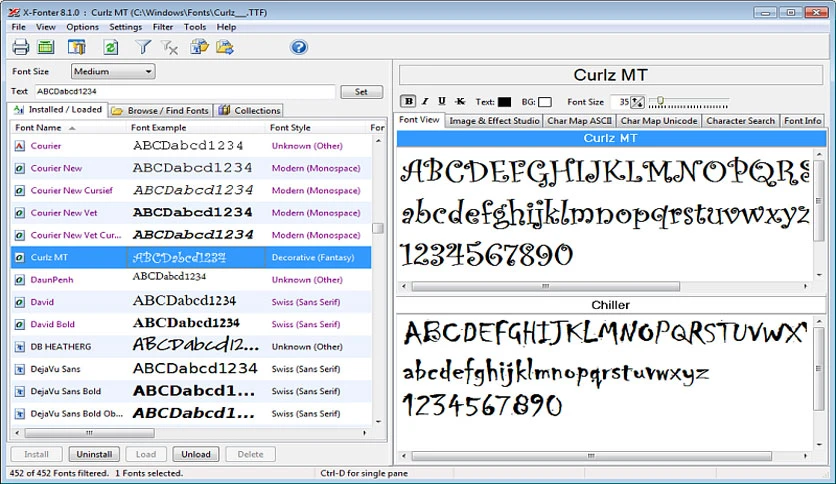 X-Fonter 8.1.0 : Curlz MT (C:\Windows\Fonts\Curlz__.TTF)
File View Options Settings Filter Tools Help
Font Size Medium
Text ABCDabcd1234 Set
Installed / Loaded Browse / Find Fonts Collections
Font Name Font Example Font Style For
Courier ABCDabcd1234 Unknown (Other)
Courier New ABCDabcd1234 Modern (Monospace)
Courier New Cursief ABCDabcd1234 Modern (Monospace)
Courier New Vet ABCDabcd1234 Modern (Monospace)
Courier New Vet Cur... ABCDabcd1234 Modern (Monospace)
Curlz MT ABCDabcd1234 Decorative (Fantasy)
DaunPenh ABCDabcd1234 Unknown (Other)
David ABCDabcd1234 Swiss (Sans Serif)
David Bold ABCDabcd1234 Swiss (Sans Serif)
DB HEATHERG ABCDabcd12... Unknown (Other)
DejaVu Sans ABCDabcd1234 Swiss (Sans Serif)
DejaVu Sans Bold ABCDabcd1... Swiss (Sans Serif)
DejaVu Sans Bold Ob... ABCDabcd1... Swiss (Sans Serif)
Install Uninstall Load Unload Delete
452 of 452 Fonts filtered. 1 Fonts selected. Ctrl-D for single pane
Curlz MT
B I U K Text: BG: Font Size 35
Font View Image & Effect Studio Char Map ASCII Char Map Unicode Character Search Font Info
Curlz MT
ABCDEFGHIJKLMNOPQRS
abcdefghijklmnopqrstuvwxyz
1234567890
Chiller
ABCDEFGHIJKLMNOPQRSTUVWX
abcdefghijklmnopqrstuvwxyz
1234567890